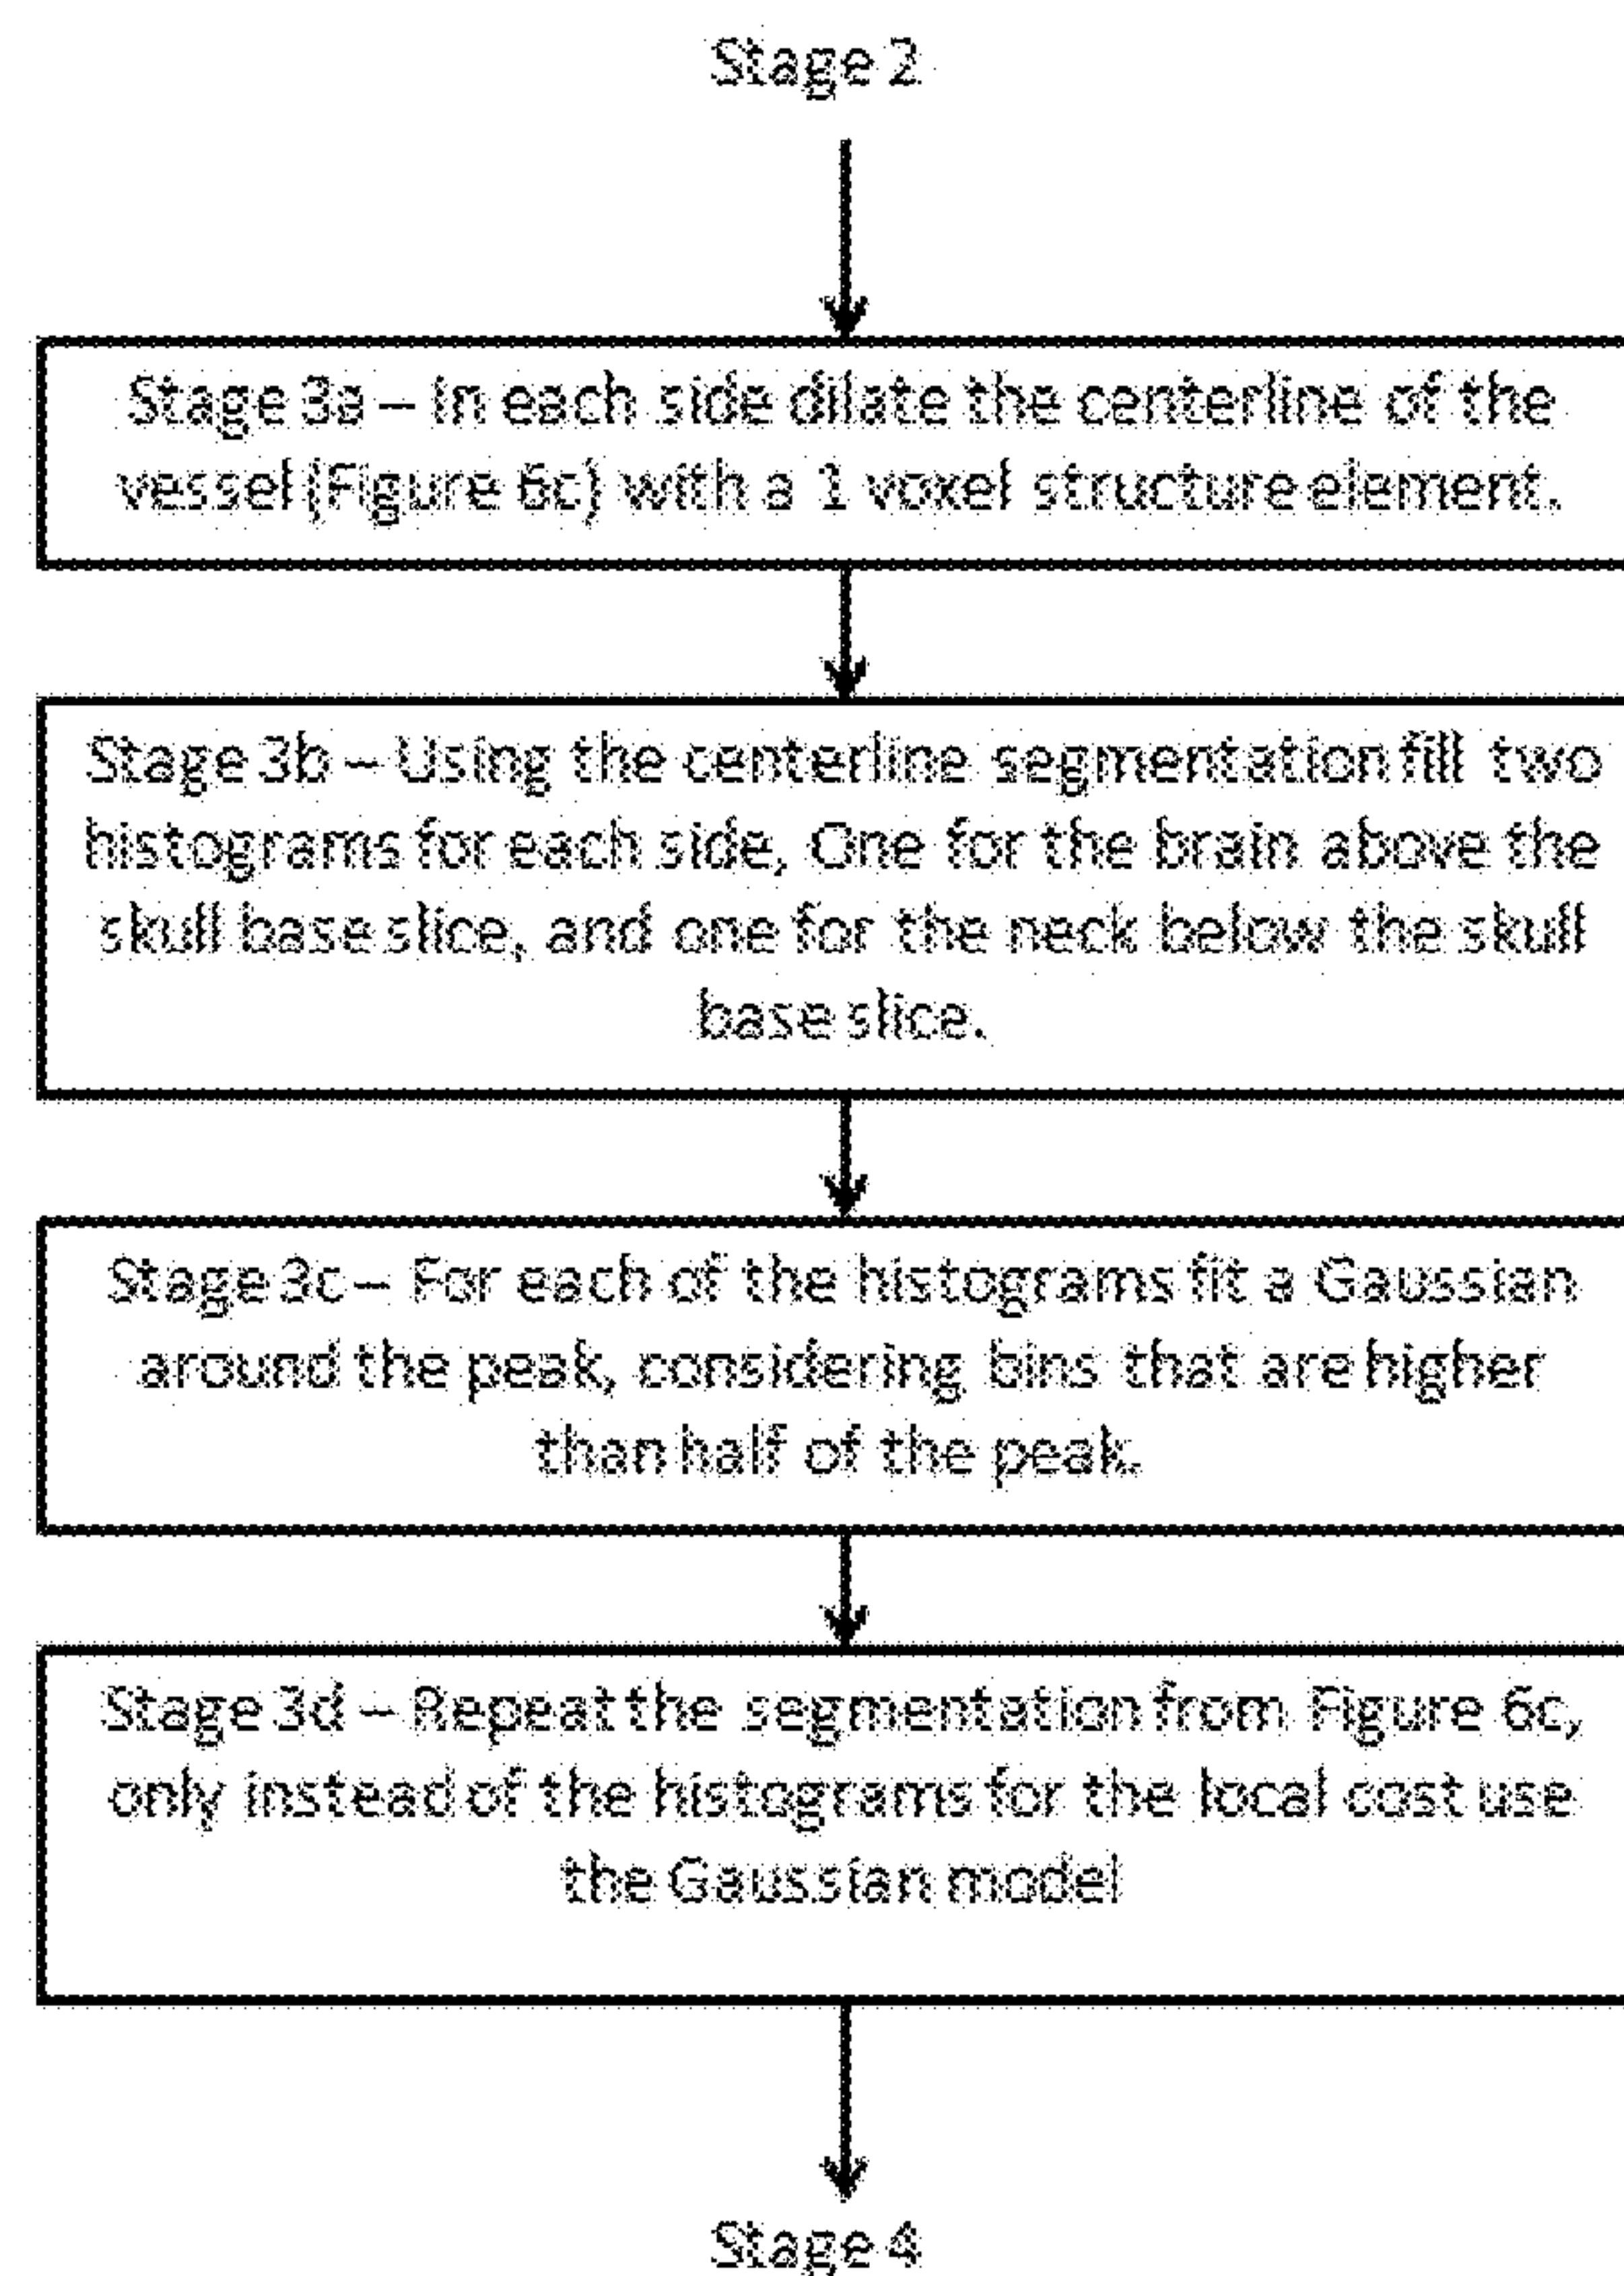 Stage 2
Stage 3a – In each side dilate the centerline of the
vessel (Figure 6c) with a 1 voxel structure element.
Stage 3b – Using the centerline segmentation fill two
histograms for each side, One for the brain above the
skull base slice, and one for the neck below the skull
base slice.
Stage 3c – For each of the histograms fit a Gaussian
around the peak, considering bins that are higher
than half of the peak.
Stage 3d – Repeat the segmentation from Figure 6c,
only instead of the histograms for the local cost use
the Gaussian model
Stage 4